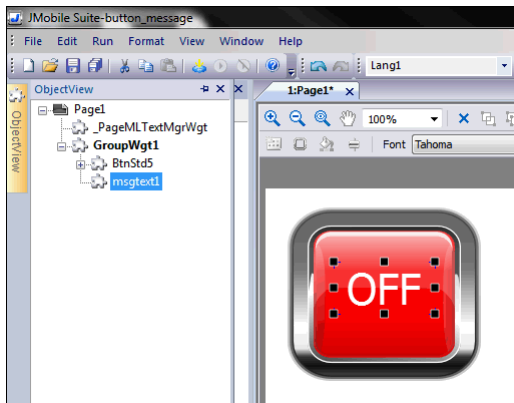 JMobile Suite-button_message
File Edit Run Format View Window Help
Lang1
ObjectView
1:Page1*
ObjectView
Page1
_PageMLTextMgrWgt
GroupWgt1
BtnStd5
msgtext1
100%
Font Tahoma
OFF